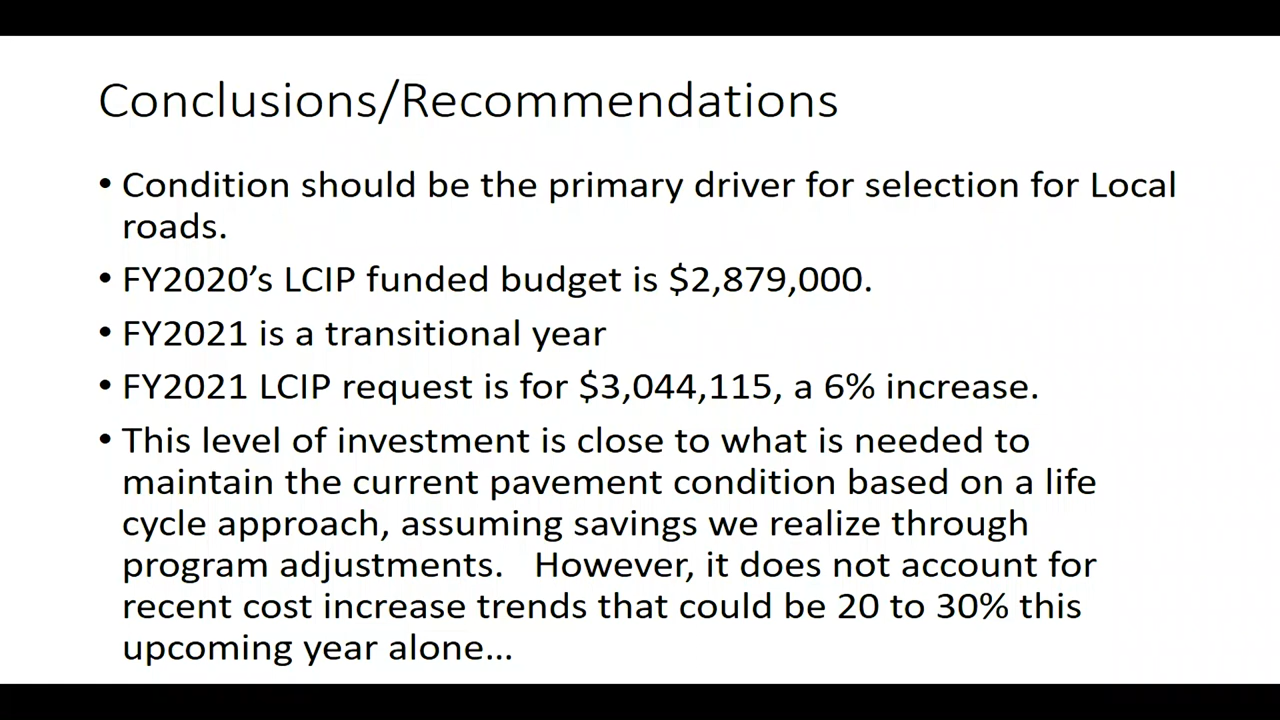 Conclusions/Recommendations
• Condition should be the primary driver for selection for Local
roads.
• FY2020’s LCIP funded budget is $2,879,000.
• FY2021 is a transitional year
• FY2021 LCIP request is for $3,044,115, a 6% increase.
• This level of investment is close to what is needed to
maintain the current pavement condition based on a life
cycle approach, assuming savings we realize through
program adjustments.   However, it does not account for
recent cost increase trends that could be 20 to 30% this
upcoming year alone…